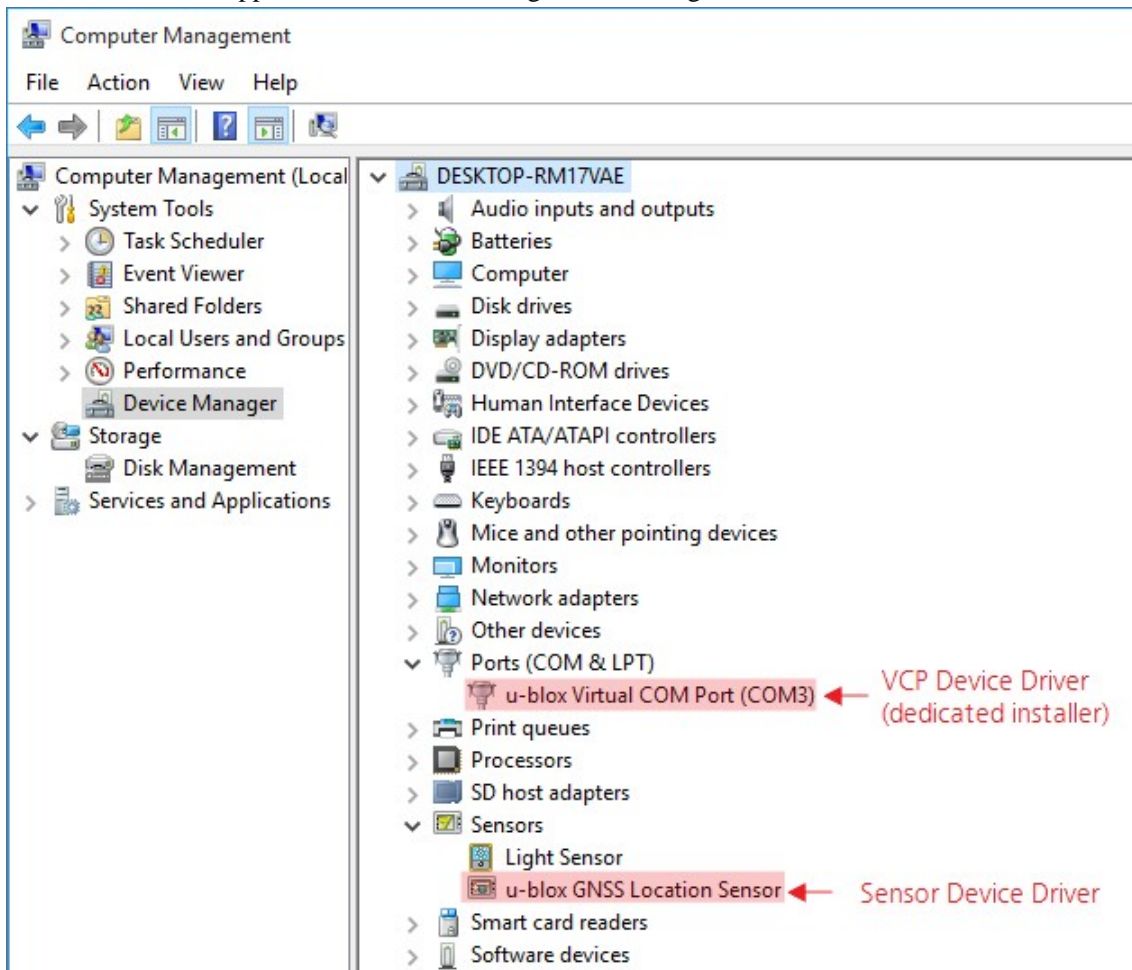 Computer Management
File Action View Help
Computer Management (Local
System Tools
Task Scheduler
Event Viewer
Shared Folders
Local Users and Groups
Performance
Device Manager
Storage
Disk Management
Services and Applications
DESKTOP-RM17VAE
Audio inputs and outputs
Batteries
Computer
Disk drives
Display adapters
DVD/CD-ROM drives
Human Interface Devices
IDE ATA/ATAPI controllers
IEEE 1394 host controllers
Keyboards
Mice and other pointing devices
Monitors
Network adapters
Other devices
Ports (COM & LPT)
u-blox Virtual COM Port (COM3)
VCP Device Driver
(dedicated installer)
Print queues
Processors
SD host adapters
Sensors
Light Sensor
u-blox GNSS Location Sensor
Sensor Device Driver
Smart card readers
Software devices